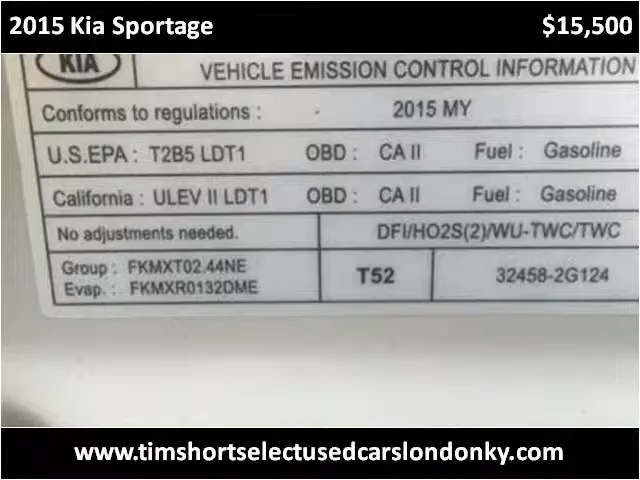 2015 Kia Sportage $15,500
KIA VEHICLE EMISSION CONTROL INFORMATION
Conforms to regulations : - 2015 MY
U.S.EPA : T2B5 LDT1 OBD : CA II Fuel : Gasoline
California : ULEV II LDT1 OBD : CA II Fuel : Gasoline
No adjustments needed. DFI/HO2S(2)/WU-TWC/TWC
Group : FKMXT02.44NE
Evap. : FKMXR0132DME
T52 32458-2G124
www.timshortselectusedcarslondonky.com